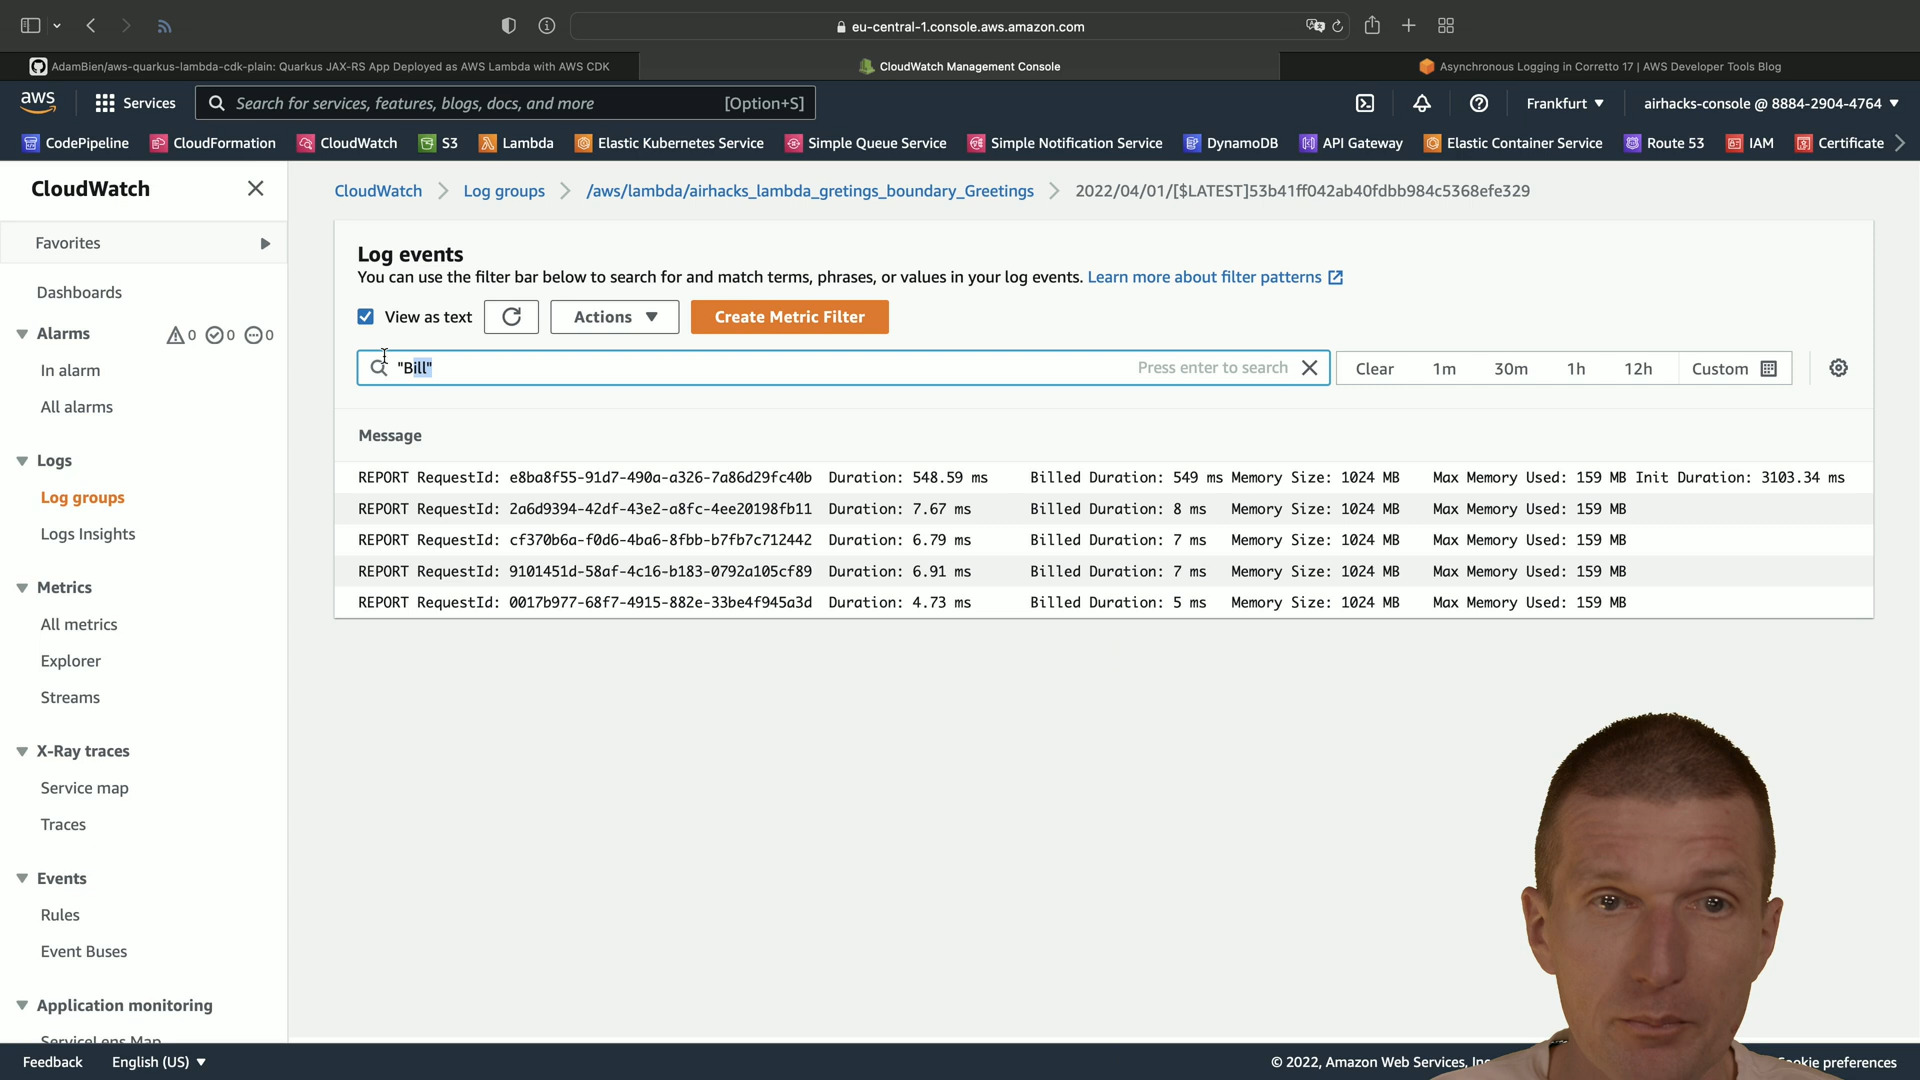 eu-central-1.console.aws.amazon.com
AdamBien/aws-quarkus-lambda-cdk-plain: Quarkus JAX-RS App Deployed as AWS Lambda with AWS CDK
CloudWatch Management Console
Asynchronous Logging in Corretto 17 | AWS Developer Tools Blog
aws
Services
Search for services, features, blogs, docs, and more
[Option+S]
Frankfurt
airhacks-console @ 8884-2904-4764
CodePipeline
CloudFormation
CloudWatch
S3
Lambda
Elastic Kubernetes Service
Simple Queue Service
Simple Notification Service
DynamoDB
API Gateway
Elastic Container Service
Route 53
IAM
Certificate
CloudWatch
Favorites
Dashboards
Alarms 0 0 0
In alarm
All alarms
Logs
Log groups
Logs Insights
Metrics
All metrics
Explorer
Streams
X-Ray traces
Service map
Traces
Events
Rules
Event Buses
Application monitoring
ServiceLens Map
CloudWatch
Log groups
/aws/lambda/airhacks_lambda_gretings_boundary_Greetings
2022/04/01/[$LATEST]53b41ff042ab40fdbb984c5368efe329
Log events
You can use the filter bar below to search for and match terms, phrases, or values in your log events. Learn more about filter patterns
View as text
Actions
Create Metric Filter
"Bill"
Press enter to search
Clear
1m
30m
1h
12h
Custom
Message
REPORT RequestId: e8ba8f55-91d7-490a-a326-7a86d29fc40b Duration: 548.59 ms Billed Duration: 549 ms Memory Size: 1024 MB Max Memory Used: 159 MB Init Duration: 3103.34 ms
REPORT RequestId: 2a6d9394-42df-43e2-a8fc-4ee20198fb11 Duration: 7.67 ms Billed Duration: 8 ms Memory Size: 1024 MB Max Memory Used: 159 MB
REPORT RequestId: cf370b6a-f0d6-4ba6-8fbb-b7fb7c712442 Duration: 6.79 ms Billed Duration: 7 ms Memory Size: 1024 MB Max Memory Used: 159 MB
REPORT RequestId: 9101451d-58af-4c16-b183-0792a105cf89 Duration: 6.91 ms Billed Duration: 7 ms Memory Size: 1024 MB Max Memory Used: 159 MB
REPORT RequestId: 0017b977-68f7-4915-882e-33be4f945a3d Duration: 4.73 ms Billed Duration: 5 ms Memory Size: 1024 MB Max Memory Used: 159 MB
Feedback
English (US)
© 2022, Amazon Web Services,
preferences